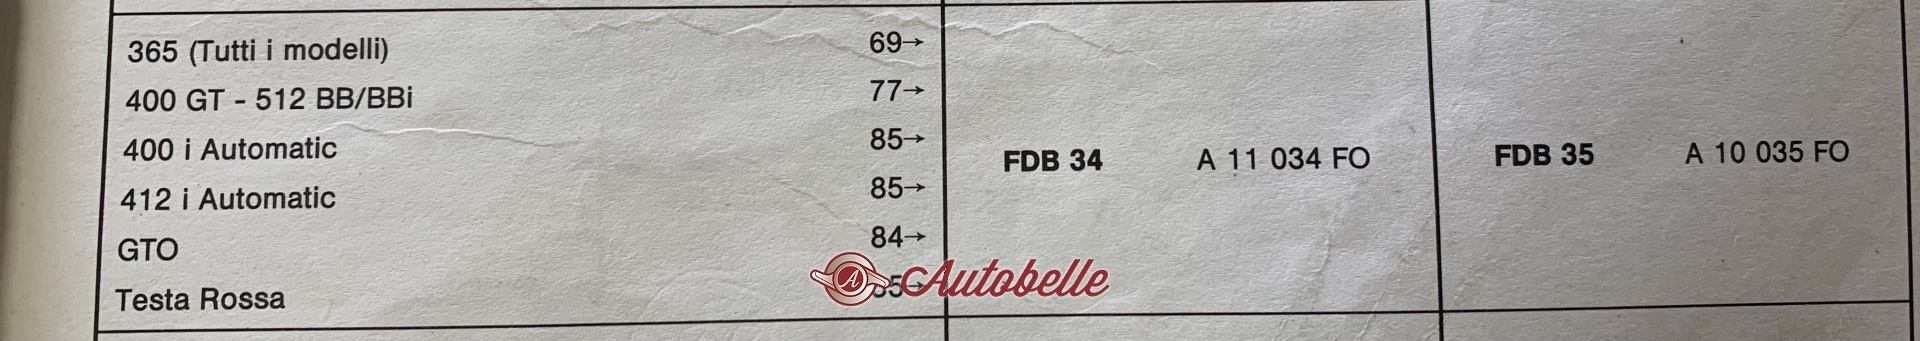 365 (Tutti i modelli) 69→
400 GT - 512 BB/BBi 77→
400 i Automatic 85→
FDB 34 A 11 034 FO FDB 35 A 10 035 FO
412 i Automatic 85→
GTO 84→
Testa Rossa
A Autobelle